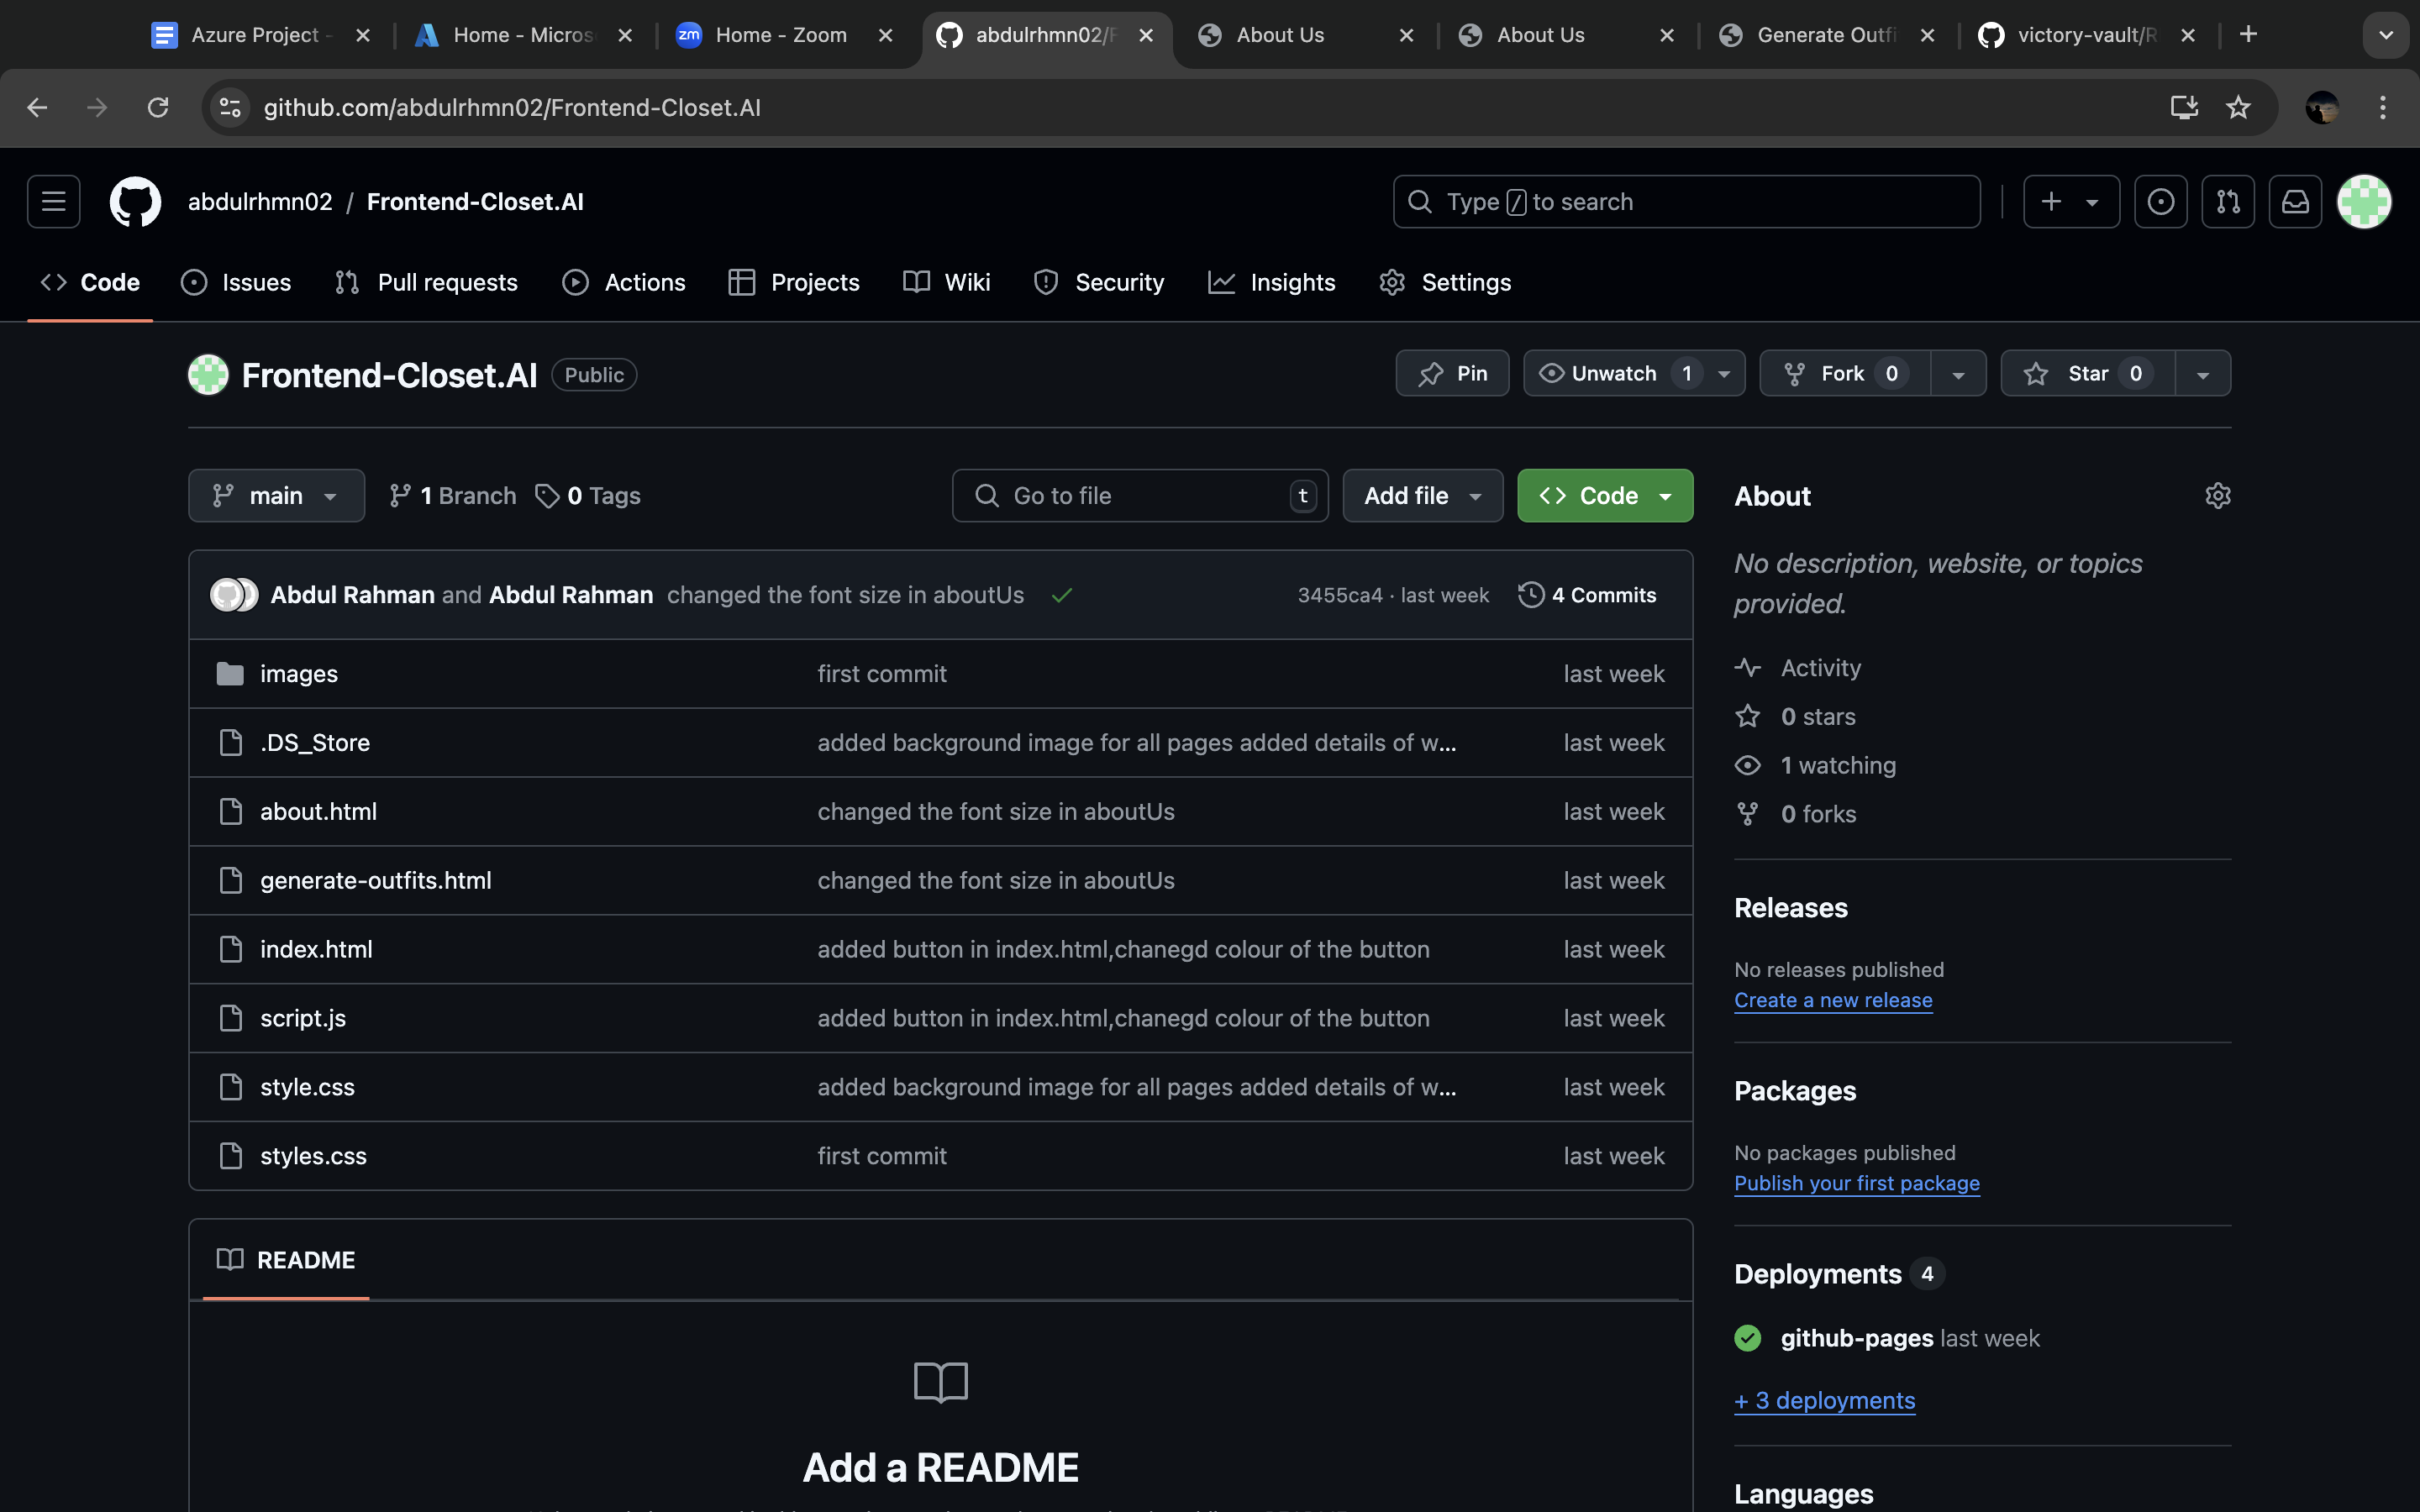 Azure Project -
Home - Micros
zm Home - Zoom
abdulrhmn02/F
About Us
About Us
Generate Outfi
victory-vault/R
github.com/abdulrhmn02/Frontend-Closet.AI
abdulrhmn02 / Frontend-Closet.AI
Type / to search
Code
Issues
Pull requests
Actions
Projects
Wiki
Security
Insights
Settings
Frontend-Closet.AI Public
Pin
Unwatch 1
Fork 0
Star 0
main
1 Branch
0 Tags
Go to file t
Add file
Code
Abdul Rahman and Abdul Rahman changed the font size in aboutUs
3455ca4 · last week
4 Commits
images first commit last week
.DS_Store added background image for all pages added details of w... last week
about.html changed the font size in aboutUs last week
generate-outfits.html changed the font size in aboutUs last week
index.html added button in index.html,chanegd colour of the button last week
script.js added button in index.html,chanegd colour of the button last week
style.css added background image for all pages added details of w... last week
styles.css first commit last week
README
Add a README
About
No description, website, or topics
provided.
Activity
0 stars
1 watching
0 forks
Releases
No releases published
Create a new release
Packages
No packages published
Publish your first package
Deployments 4
github-pages last week
+ 3 deployments
Languages